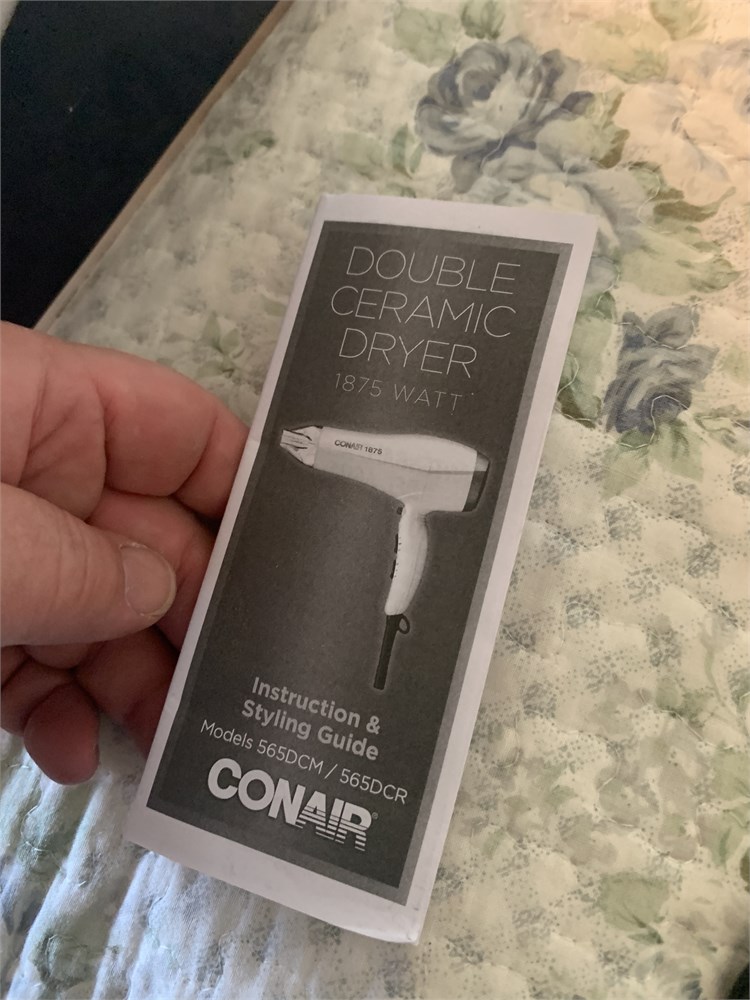 DOUBLE
CERAMIC
DRYER
1875 WATT*
CONAIR 1875
Instruction &
Styling Guide
Models 565DCM / 565DCR
CONAIR®